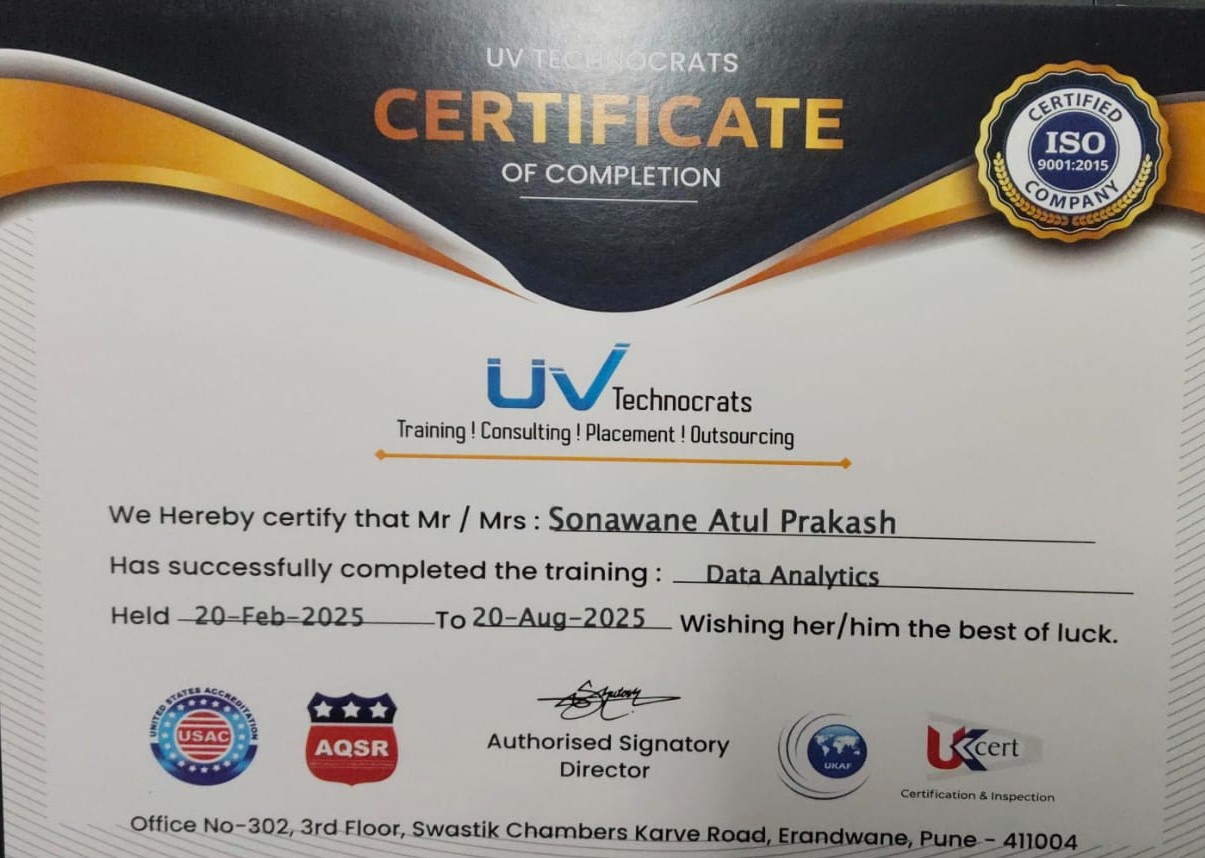 UV TECHNOCRATS
CERTIFICATE
OF COMPLETION
CERTIFIED
ISO
9001:2015
COMPANY
UV Technocrats
Training ! Consulting ! Placement ! Outsourcing
We Hereby certify that Mr / Mrs : Sonawane Atul Prakash
Has successfully completed the training : Data Analytics
Held 20-Feb-2025 To 20-Aug-2025 Wishing her/him the best of luck.
UNITED STATES ACCREDITATION
USAC
AQSR
Authorised Signatory
Director
UKAF
UKcert
Certification & Inspection
Office No-302, 3rd Floor, Swastik Chambers Karve Road, Erandwane, Pune - 411004